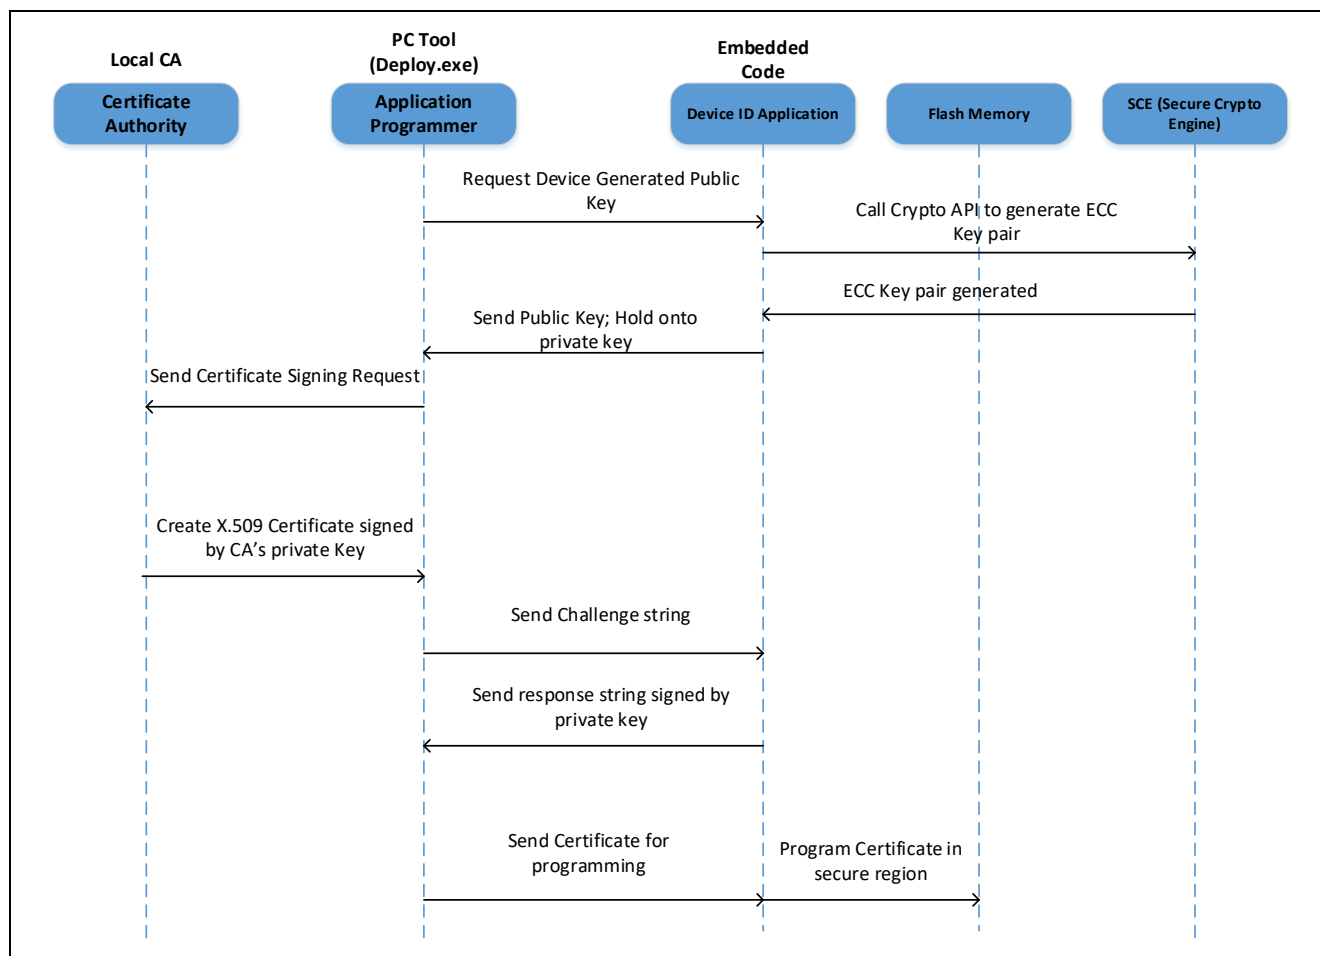 Local CA
PC Tool
(Deploy.exe)
Embedded
Code
Certificate
Authority
Application
Programmer
Device ID Application
Flash Memory
SCE (Secure Crypto
Engine)
Request Device Generated Public
Key
Call Crypto API to generate ECC
Key pair
ECC Key pair generated
Send Public Key; Hold onto
private key
Send Certificate Signing Request
Create X.509 Certificate signed
by CA’s private Key
Send Challenge string
Send response string signed by
private key
Send Certificate for
programming
Program Certificate in
secure region